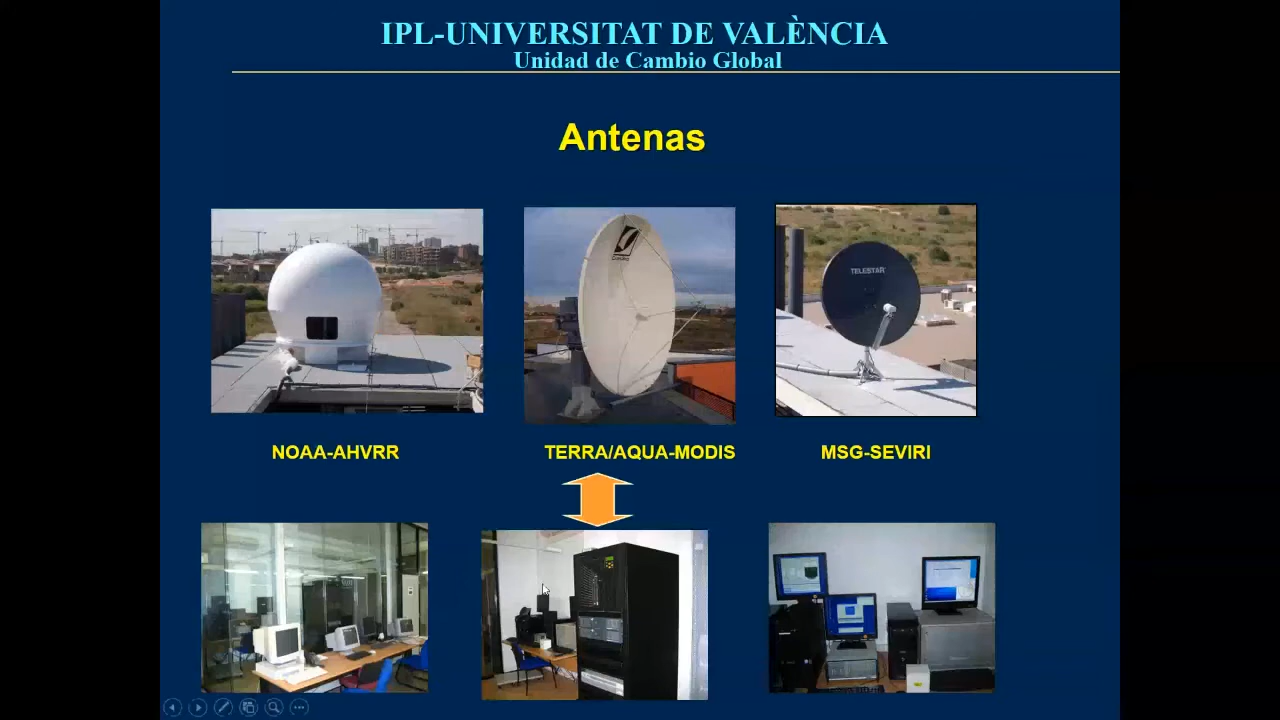 IPL-UNIVERSITAT DE VALÈNCIA
Unidad de Cambio Global
Antenas
TELESTAR
NOAA-AHVRR
TERRA/AQUA-MODIS
MSG-SEVIRI